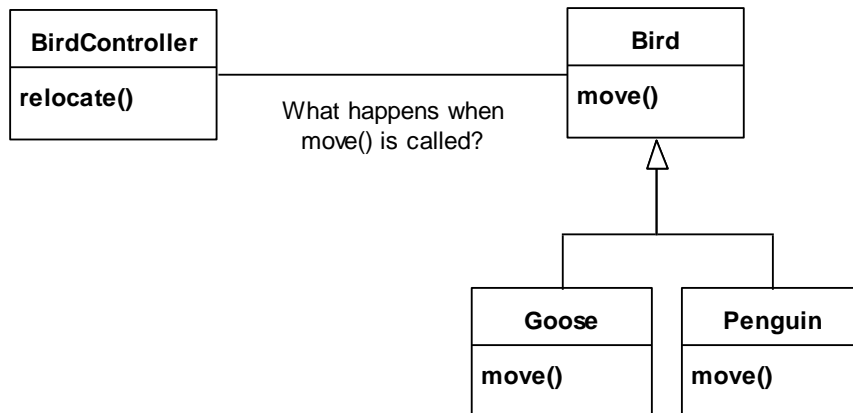 BirdController
relocate()
What happens when
move() is called?
Bird
move()
Goose
move()
Penguin
move()